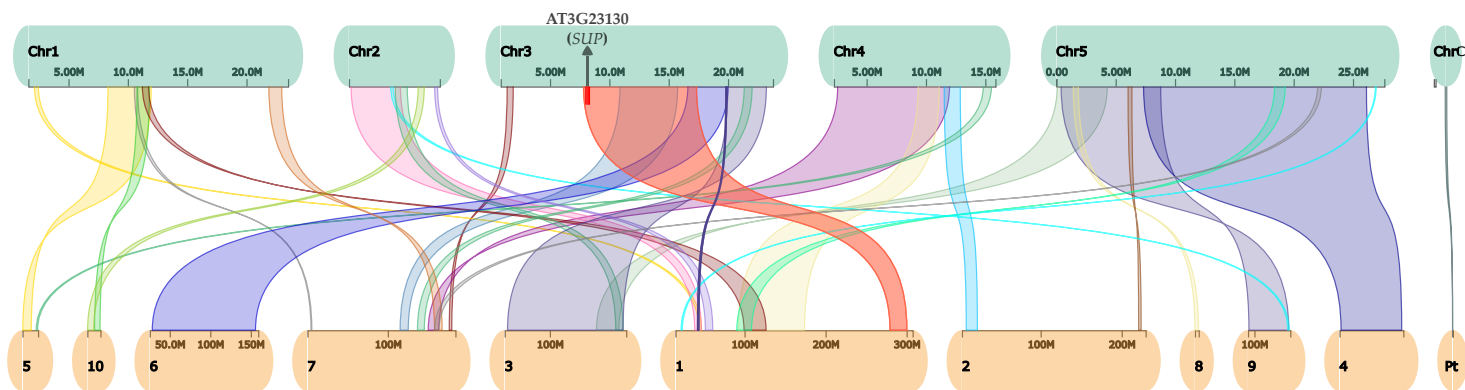 AT3G23130
(SUP)
Chr1 Chr2 Chr3 Chr4 Chr5 ChrC
5.00M 10.0M 15.0M 20.0M 5.00M 10.0M 15.0M 20.0M 5.00M 10.0M 15.0M 0.00 5.00M 10.0M 15.0M 20.0M 25.0M
50.0M 100M 150M 100M 100M 100M 200M 300M 100M 200M 100M
5 10 6 7 3 1 2 8 9 4 Pt